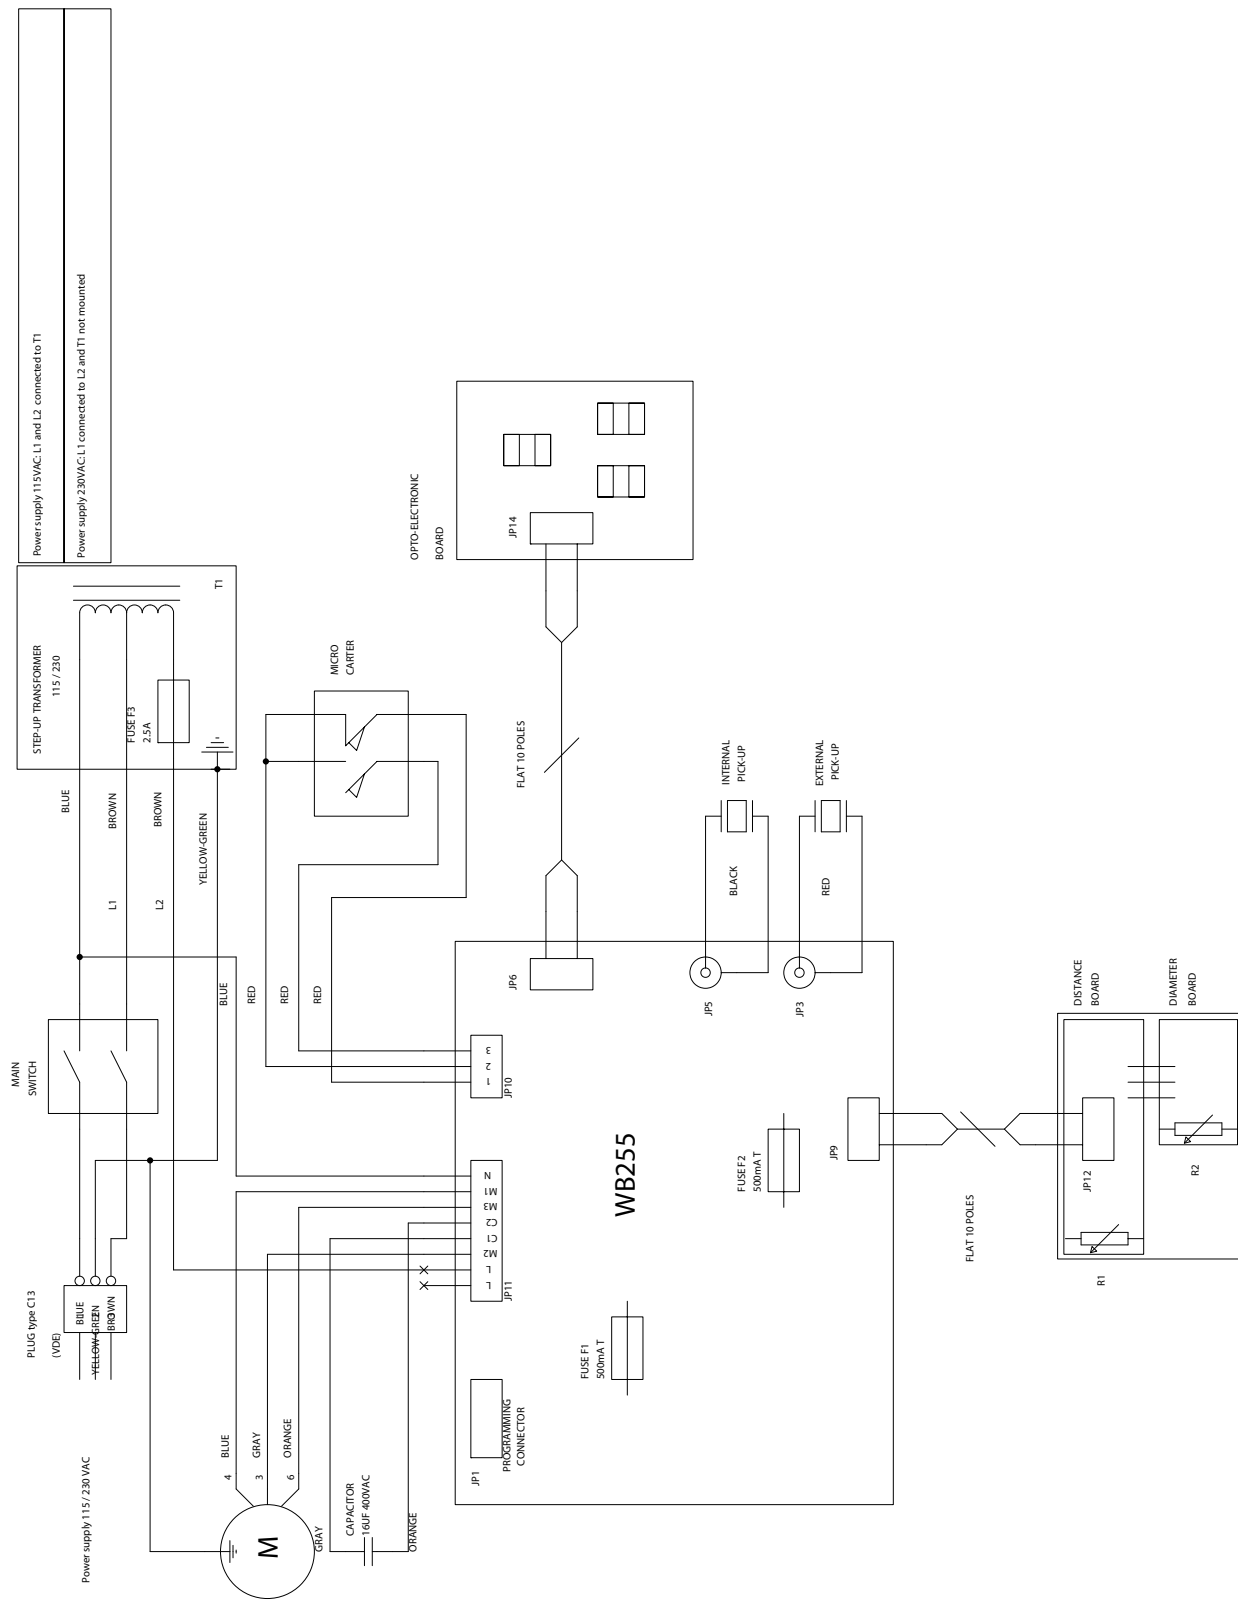 Power supply 115VAC: L1 and L2 connected to T1
Power supply 230VAC: L1 connected to L2 and T1 not mounted
STEP-UP TRANSFORMER
115 / 230
T1
FUSE F3
2.5A
BLUE
BROWN
BROWN
YELLOW-GREEN
L1
L2
MAIN
SWITCH
BLUE
RED
RED
RED
MICRO
CARTER
OPTO-ELECTRONIC
BOARD
JP14
FLAT 10 POLES
JP6
INTERNAL
PICK-UP
BLACK
EXTERNAL
PICK-UP
RED
JP5
JP3
JP10
1
2
3
PLUG type C13
(VDE)
BLUE
YELLOW-GREEN
BROWN
Power supply 115 / 230 VAC
N
M1
M3
C2
C1
M2
L
L
JP11
WB255
FUSE F2
500mA T
FUSE F1
500mA T
JP9
FLAT 10 POLES
DISTANCE
BOARD
DIAMETER
BOARD
JP12
R2
R1
JP1
PROGRAMMING
CONNECTOR
4
BLUE
3
GRAY
6
ORANGE
M
GRAY
CAPACITOR
16UF 400VAC
ORANGE